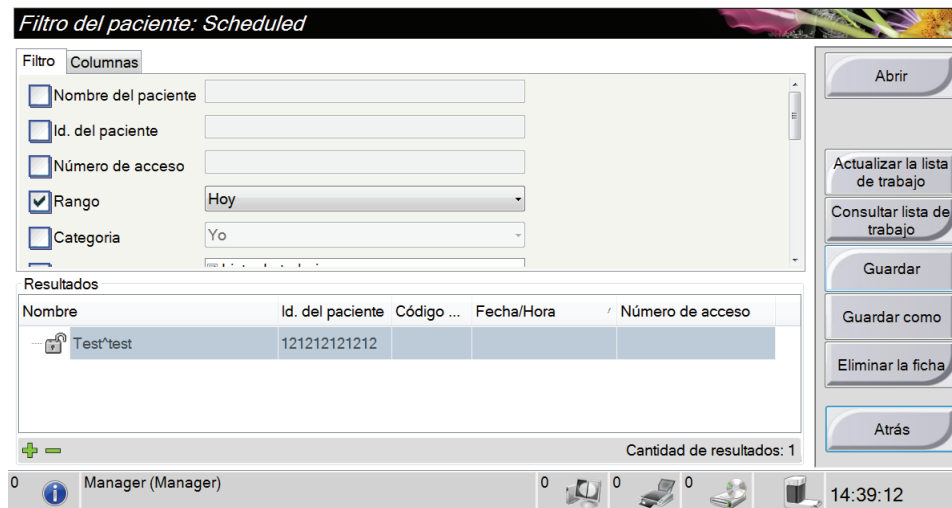 Filtro del paciente: Scheduled
Filtro Columnas
Nombre del paciente
Id. del paciente
Número de acceso
Rango Hoy
Categoria Yo
Resultados
Nombre Id. del paciente Código ... Fecha/Hora Número de acceso
Test^test 121212121212
Cantidad de resultados: 1
Abrir
Actualizar la lista
de trabajo
Consultar lista de
trabajo
Guardar
Guardar como
Eliminar la ficha
Atrás
0 Manager (Manager) 0 0 0 14:39:12